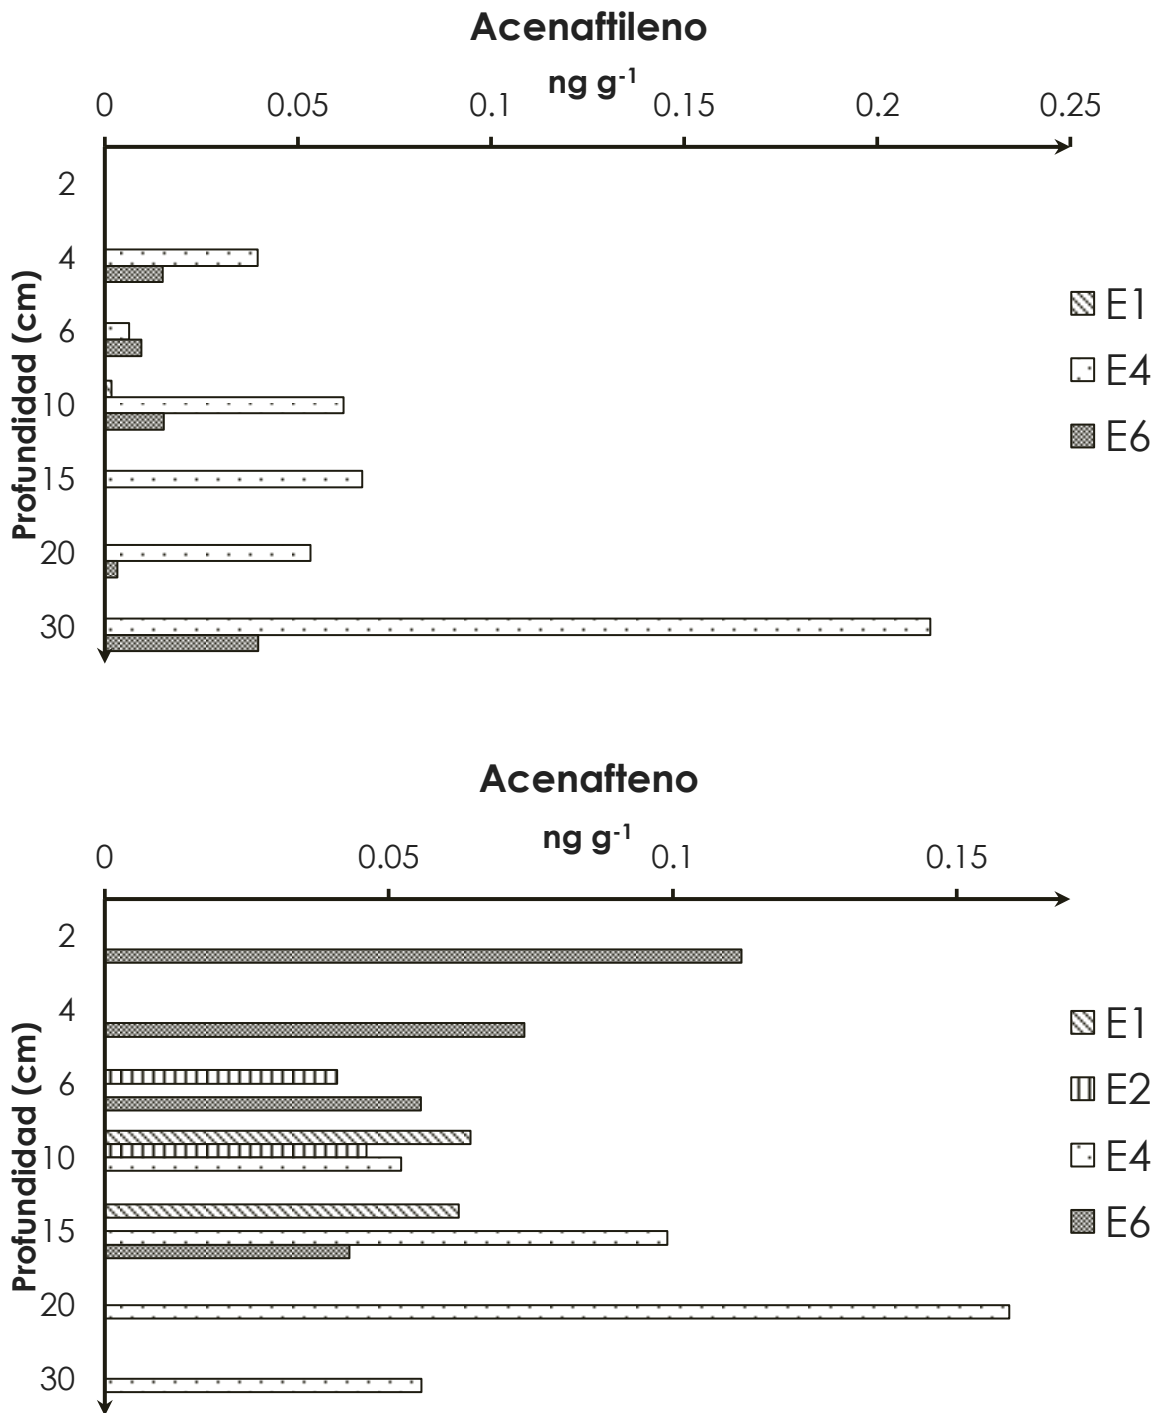 Acenaftileno
ng g-1
0 0.05 0.1 0.15 0.2 0.25
Profundidad (cm)
2
4
6
10
15
20
30
E1
E4
E6
Acenafteno
ng g-1
0 0.05 0.1 0.15
Profundidad (cm)
2
4
6
10
15
20
30
E1
E2
E4
E6